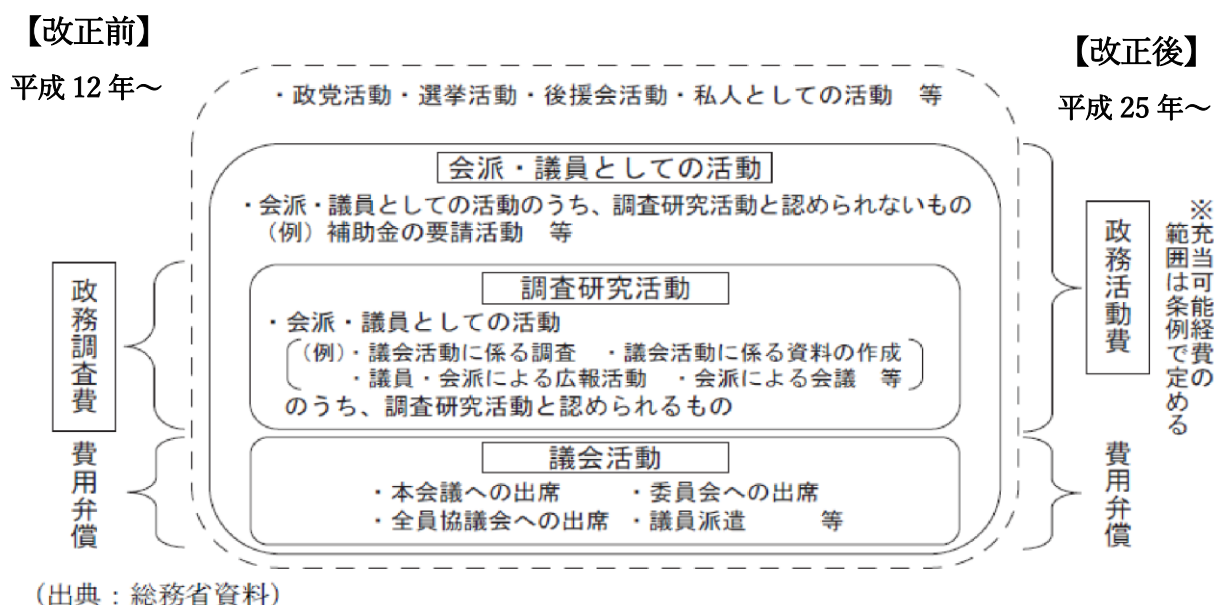 【改正前】
平成 12 年～
【改正後】
平成 25 年～
・政党活動・選挙活動・後援会活動・私人としての活動　等
会派・議員としての活動
・会派・議員としての活動のうち、調査研究活動と認められないもの
（例）補助金の要請活動　等
調査研究活動
・会派・議員としての活動
（例）・議会活動に係る調査　・議会活動に係る資料の作成
・議員・会派による広報活動　・会派による会議　等
のうち、調査研究活動と認められるもの
議会活動
・本会議への出席　・委員会への出席
・全員協議会への出席　・議員派遣　等
政務調査費
費用弁償
政務活動費
※充当可能経費の
範囲は条例で定める
費用弁償
（出典：総務省資料）